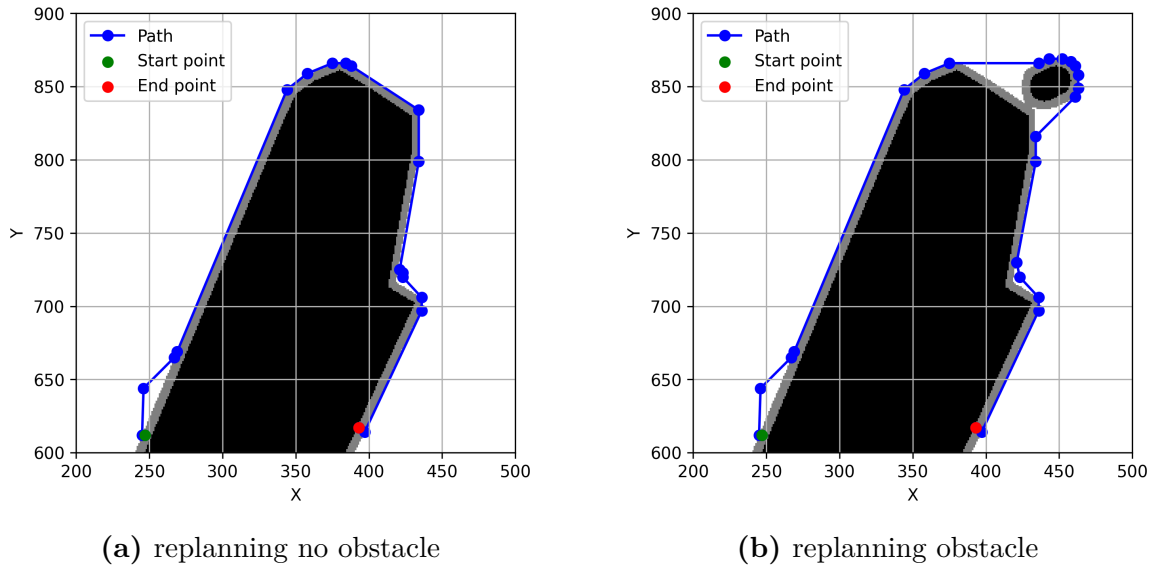 900
850
800
750
700
650
600
Y
200 250 300 350 400 450 500
X
Path
Start point
End point
(a) replanning no obstacle
900
850
800
750
700
650
600
Y
200 250 300 350 400 450 500
X
Path
Start point
End point
(b) replanning obstacle